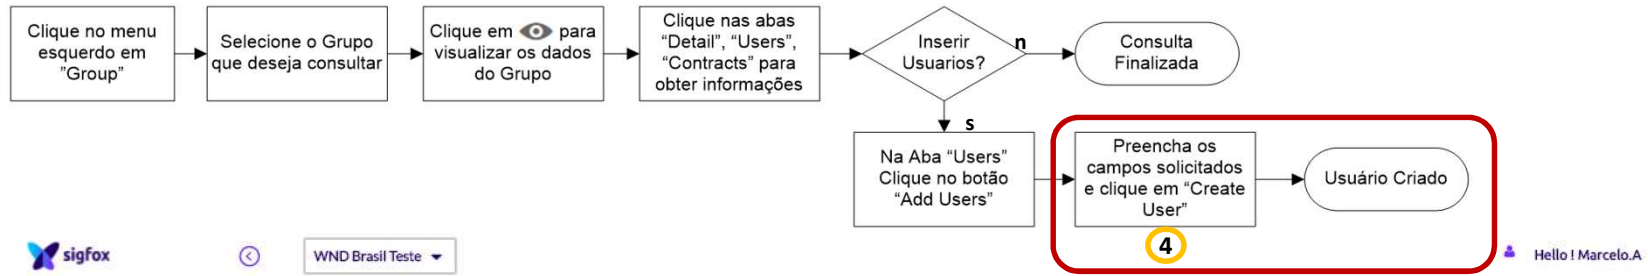 Clique no menu
esquerdo em
”Group”
Selecione o Grupo
que deseja consultar
Clique em para
visualizar os dados
do Grupo
Clique nas abas
“Detail”, “Users”,
“Contracts” para
obter informações
Inserir
Usuarios?
n
Consulta
Finalizada
s
Na Aba “Users”
Clique no botão
“Add Users”
Preencha os
campos solicitados
e clique em “Create
User”
Usuário Criado
4
sigfox
WND Brasil Teste
Hello ! Marcelo.A